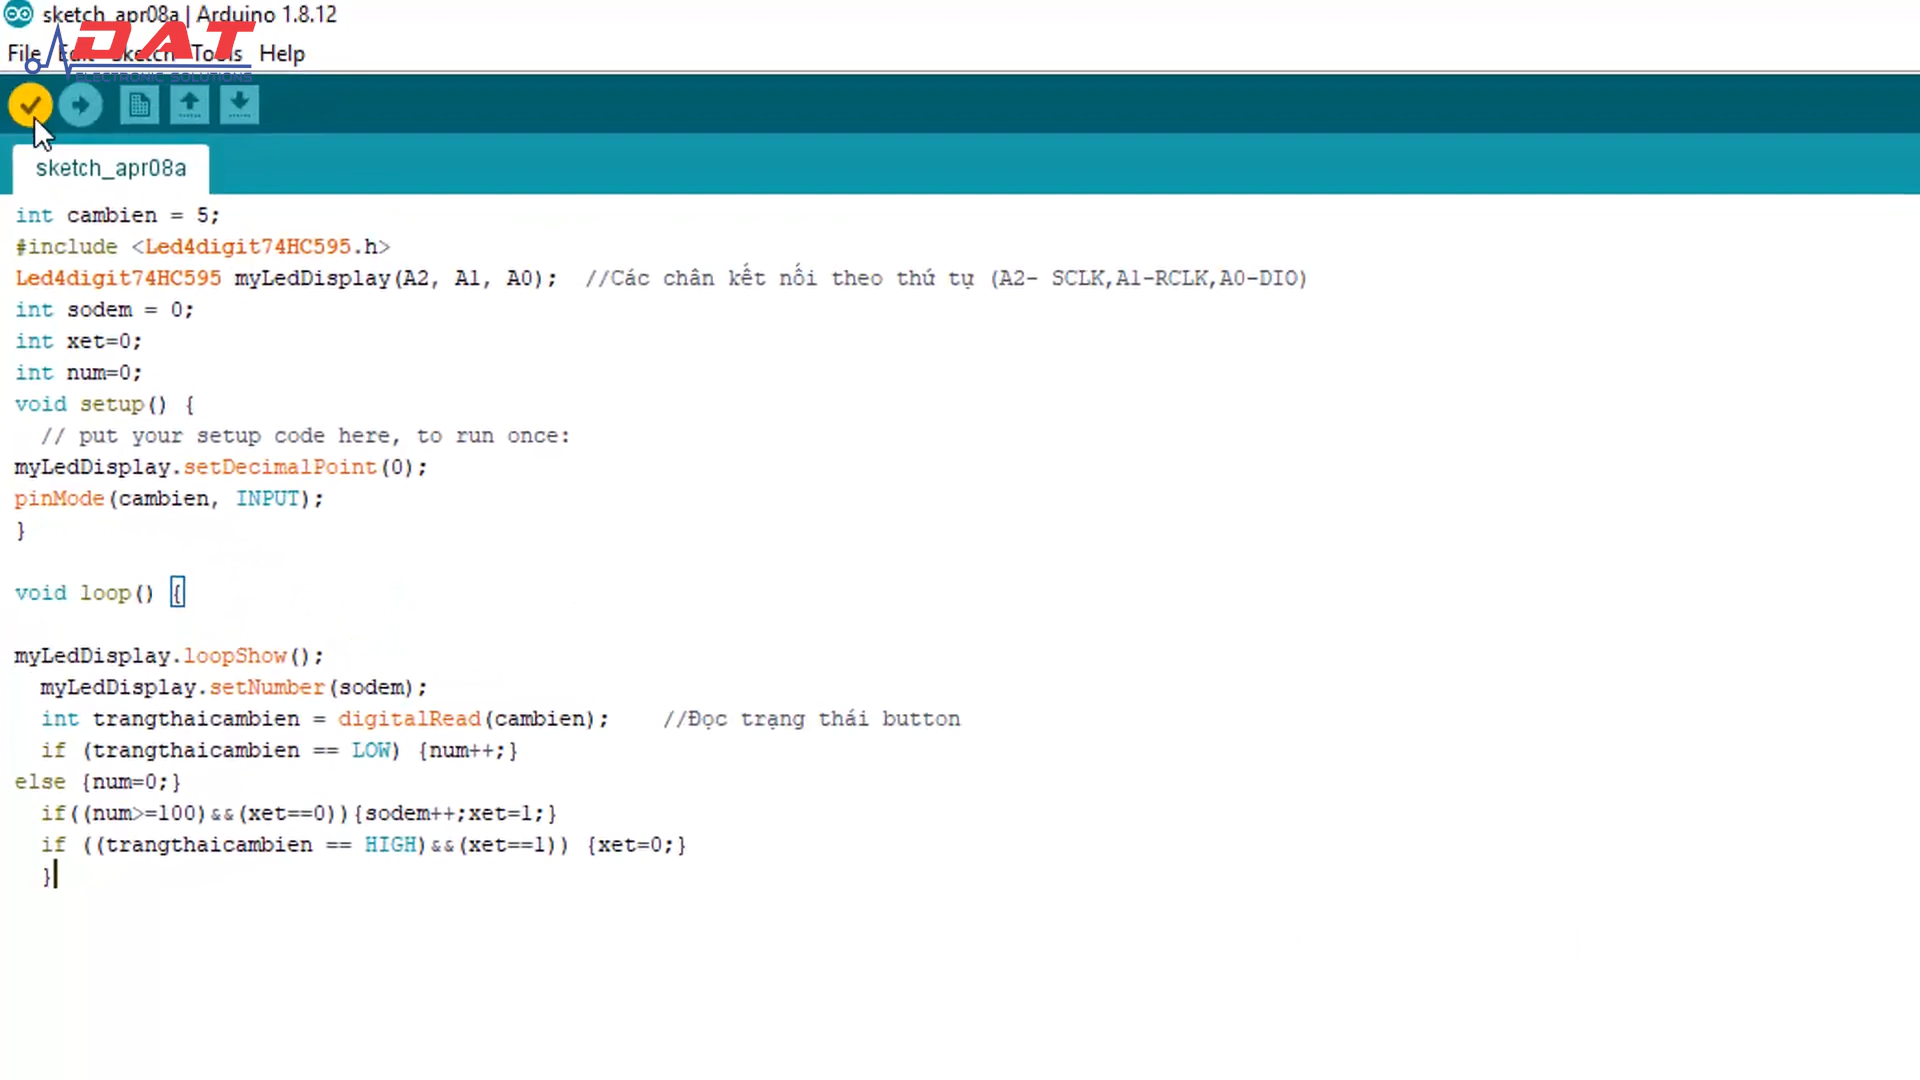 sketch_apr08a | Arduino 1.8.12
DAT
ELECTRONIC SOLUTIONS
File Edit Sketch Tools Help
sketch_apr08a
int cambien = 5;
#include <Led4digit74HC595.h>
Led4digit74HC595 myLedDisplay(A2, A1, A0);  //Các chân kết nối theo thứ tự (A2- SCLK,A1-RCLK,A0-DIO)
int sodem = 0;
int xet=0;
int num=0;
void setup() {
// put your setup code here, to run once:
myLedDisplay.setDecimalPoint(0);
pinMode(cambien, INPUT);
}
void loop() {
myLedDisplay.loopShow();
myLedDisplay.setNumber(sodem);
int trangthaicambien = digitalRead(cambien);    //Đọc trạng thái button
if (trangthaicambien == LOW) {num++;}
else {num=0;}
if((num>=100)&&(xet==0)){sodem++;xet=1;}
if ((trangthaicambien == HIGH)&&(xet==1)) {xet=0;}
}